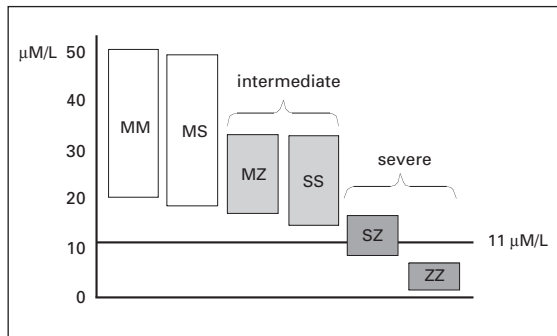 μM/L 50
40
30
20
10
0
intermediate
severe
MM
MS
MZ
SS
SZ
ZZ
11 μM/L